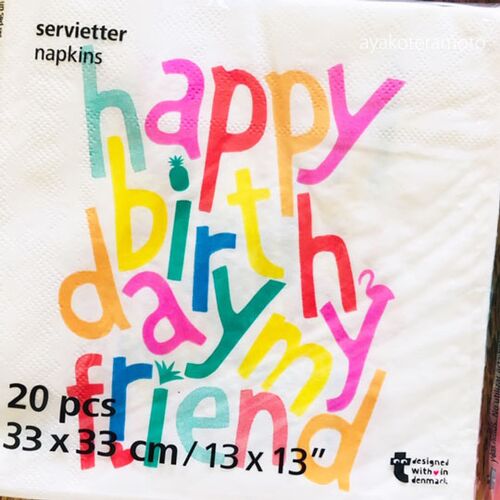 servietter
napkins
ayakoteramoto
happy
birth
day my
friend
20 pcs
33 x 33 cm / 13 x 13”
designed
with in
denmark